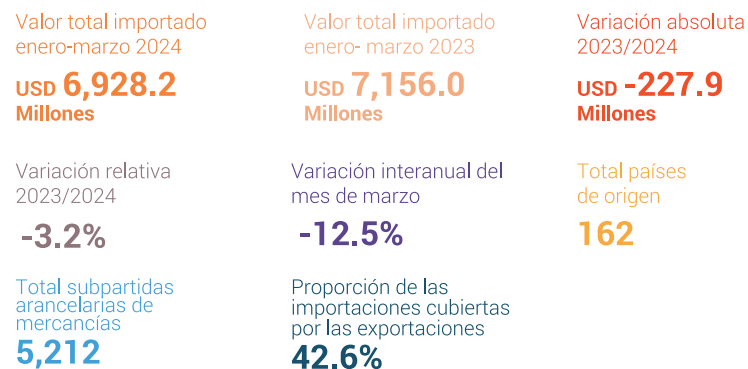 Valor total importado
enero-marzo 2024
USD 6,928.2
Millones
Valor total importado
enero- marzo 2023
USD 7,156.0
Millones
Variación absoluta
2023/2024
USD -227.9
Millones
Variación relativa
2023/2024
-3.2%
Variación interanual del
mes de marzo
-12.5%
Total países
de origen
162
Total subpartidas
arancelarias de
mercancías
5,212
Proporción de las
importaciones cubiertas
por las exportaciones
42.6%